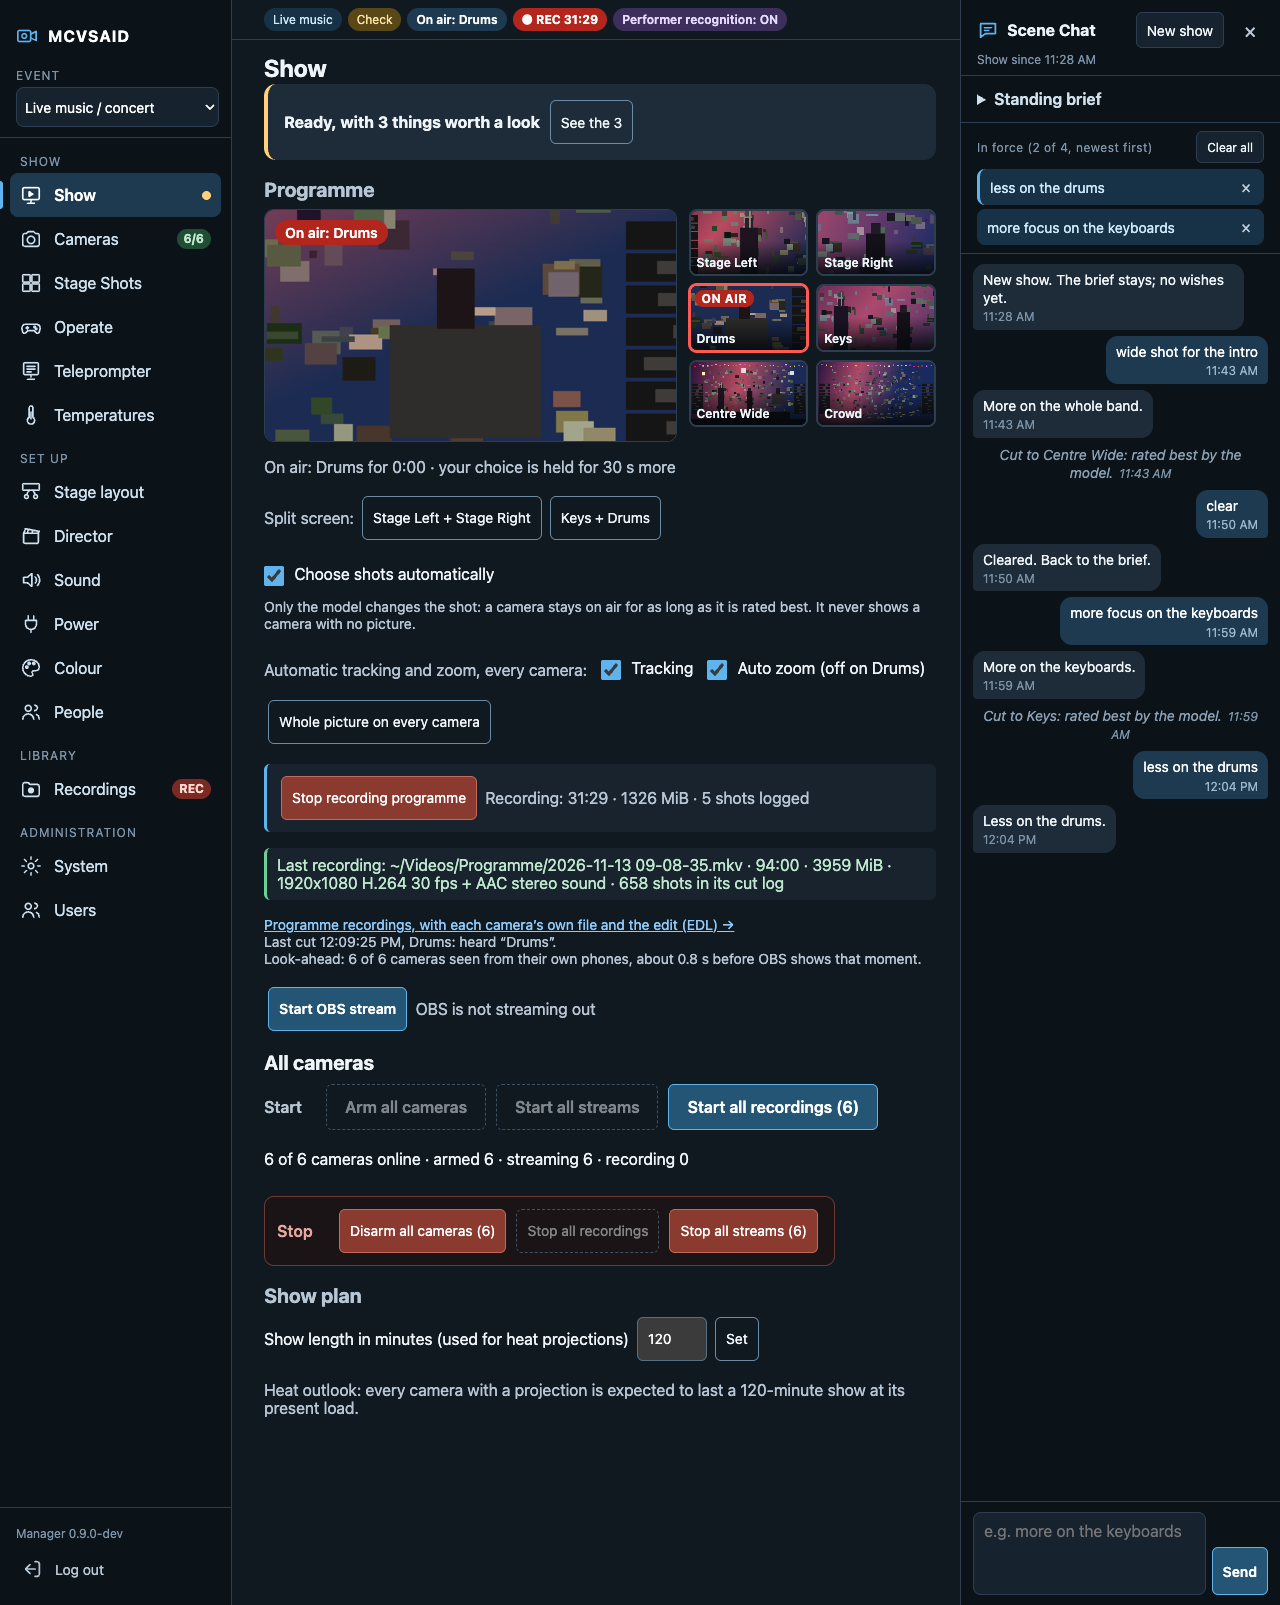 MCVSAID
EVENT
Live music / concert
SHOW
Show
Cameras
6/6
Stage Shots
Operate
Teleprompter
Temperatures
SET UP
Stage layout
Director
Sound
Power
Colour
People
LIBRARY
Recordings
REC
ADMINISTRATION
System
Users
Manager 0.9.0-dev
Log out
Live music
Check
On air: Drums
REC 31:29
Performer recognition: ON
Show
Ready, with 3 things worth a look
See the 3
Programme
On air: Drums
Stage Left
Stage Right
ON AIR
Drums
Keys
Centre Wide
Crowd
On air: Drums for 0:00 · your choice is held for 30 s more
Split screen:
Stage Left + Stage Right
Keys + Drums
Choose shots automatically
Only the model changes the shot: a camera stays on air for as long as it is rated best. It never shows a
camera with no picture.
Automatic tracking and zoom, every camera:
Tracking
Auto zoom (off on Drums)
Whole picture on every camera
Stop recording programme
Recording: 31:29 · 1326 MiB · 5 shots logged
Last recording: ~/Videos/Programme/2026-11-13 09-08-35.mkv · 94:00 · 3959 MiB ·
1920x1080 H.264 30 fps + AAC stereo sound · 658 shots in its cut log
Programme recordings, with each camera’s own file and the edit (EDL) →
Last cut 12:09:25 PM, Drums: heard “Drums”.
Look-ahead: 6 of 6 cameras seen from their own phones, about 0.8 s before OBS shows that moment.
Start OBS stream
OBS is not streaming out
All cameras
Start
Arm all cameras
Start all streams
Start all recordings (6)
6 of 6 cameras online · armed 6 · streaming 6 · recording 0
Stop
Disarm all cameras (6)
Stop all recordings
Stop all streams (6)
Show plan
Show length in minutes (used for heat projections)
120
Set
Heat outlook: every camera with a projection is expected to last a 120-minute show at its
present load.
Scene Chat
New show
×
Show since 11:28 AM
Standing brief
In force (2 of 4, newest first)
Clear all
less on the drums
×
more focus on the keyboards
×
New show. The brief stays; no wishes
yet.
11:28 AM
wide shot for the intro
11:43 AM
More on the whole band.
11:43 AM
Cut to Centre Wide: rated best by the
model. 11:43 AM
clear
11:50 AM
Cleared. Back to the brief.
11:50 AM
more focus on the keyboards
11:59 AM
More on the keyboards.
11:59 AM
Cut to Keys: rated best by the model. 11:59
AM
less on the drums
12:04 PM
Less on the drums.
12:04 PM
e.g. more on the keyboards
Send